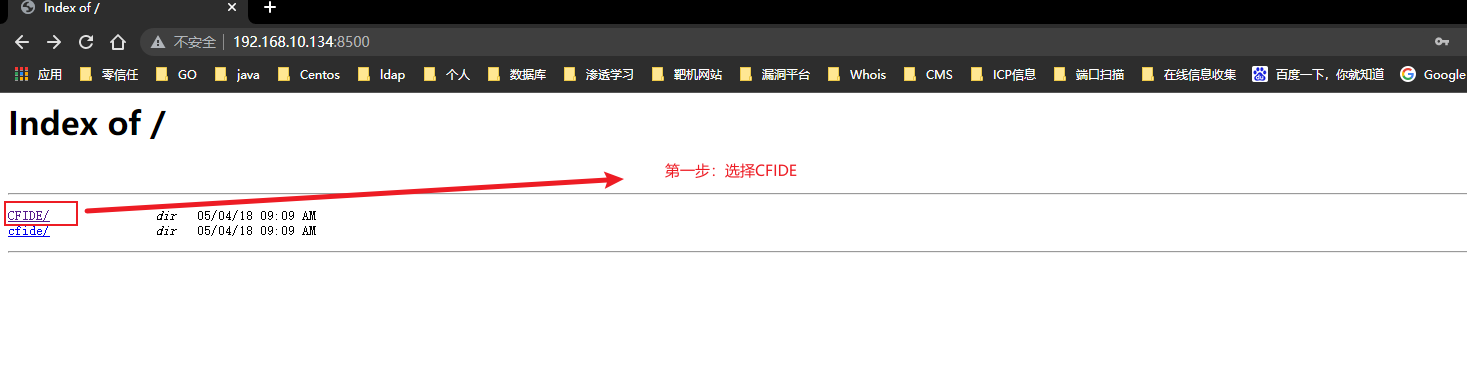 Index of /
不安全 192.168.10.134:8500
应用 零信任 GO java Centos ldap 个人 数据库 渗透学习 靶机网站 漏洞平台 Whois CMS ICP信息 端口扫描 在线信息收集 百度一下，你就知道 Google
Index of /
第一步：选择CFIDE
CFIDE/ dir 05/04/18 09:09 AM
cfide/ dir 05/04/18 09:09 AM